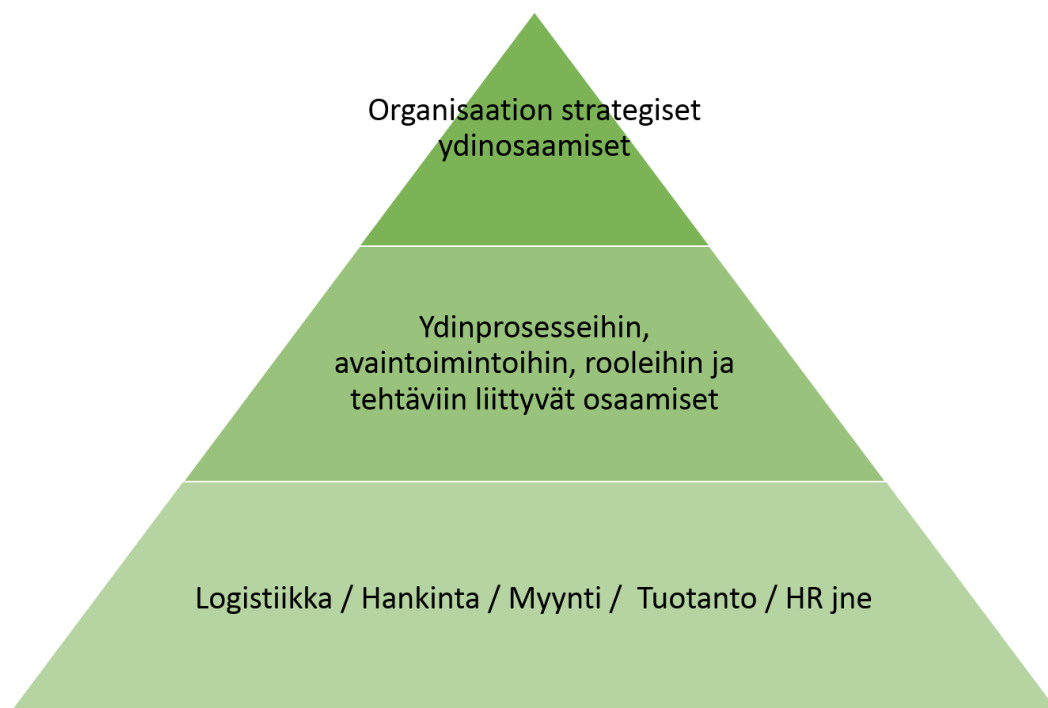 Organisaation strategiset
ydinosaamiset
Ydinprosesseihin,
avaintoimintoihin, rooleihin ja
tehtäviin liittyvät osaamiset
Logistiikka / Hankinta / Myynti /  Tuotanto / HR jne